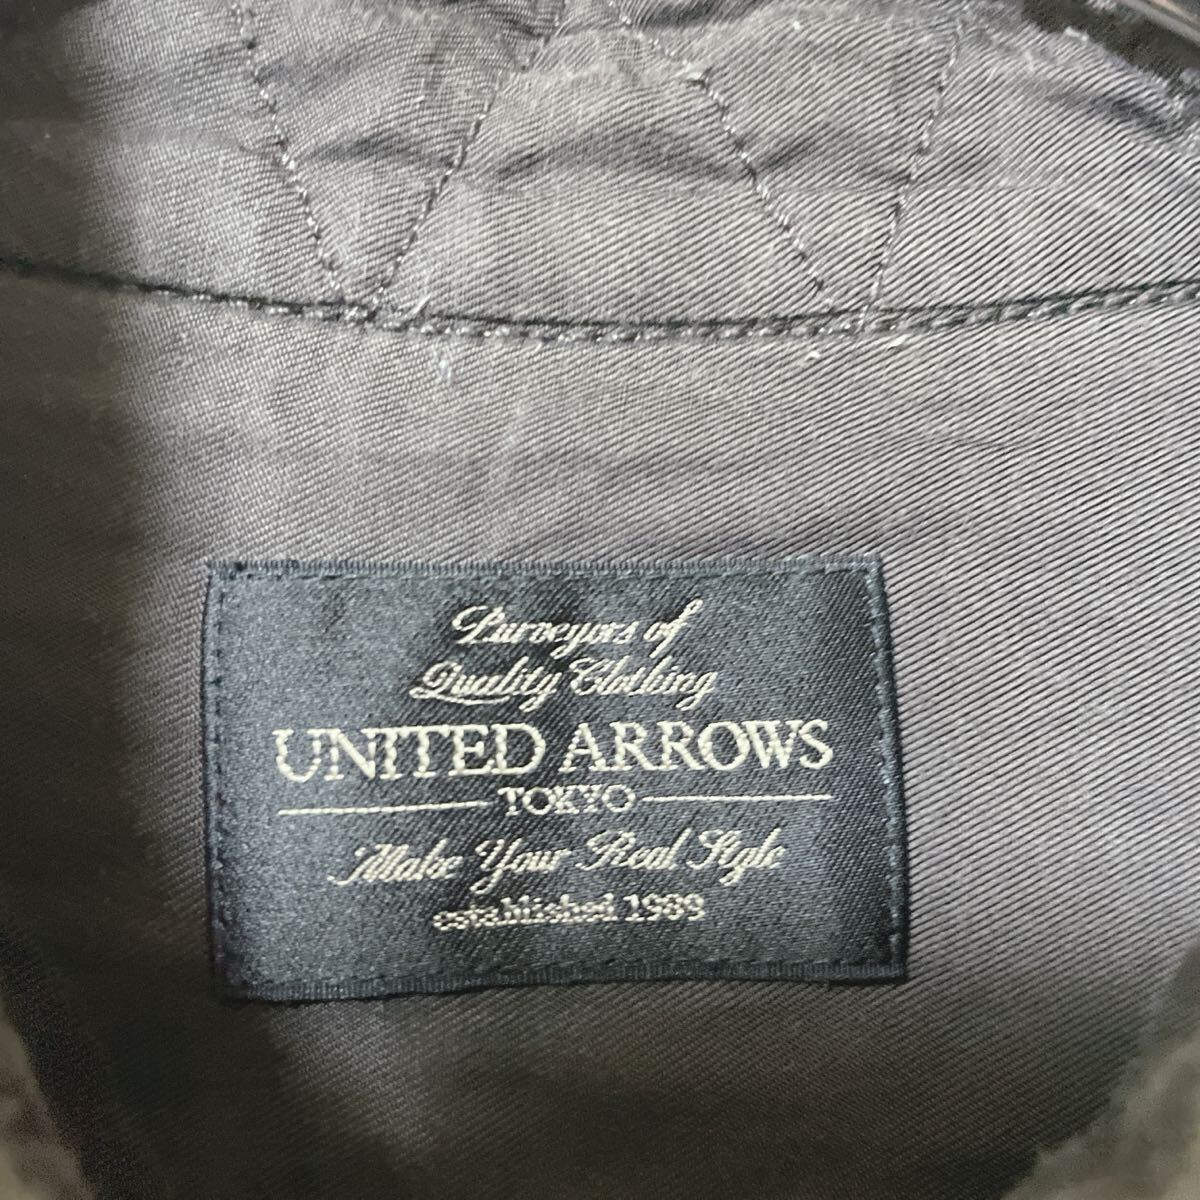 Purveyors of
Quality Clothing
UNITED ARROWS
TOKYO
Make Your Real Style
established 1989